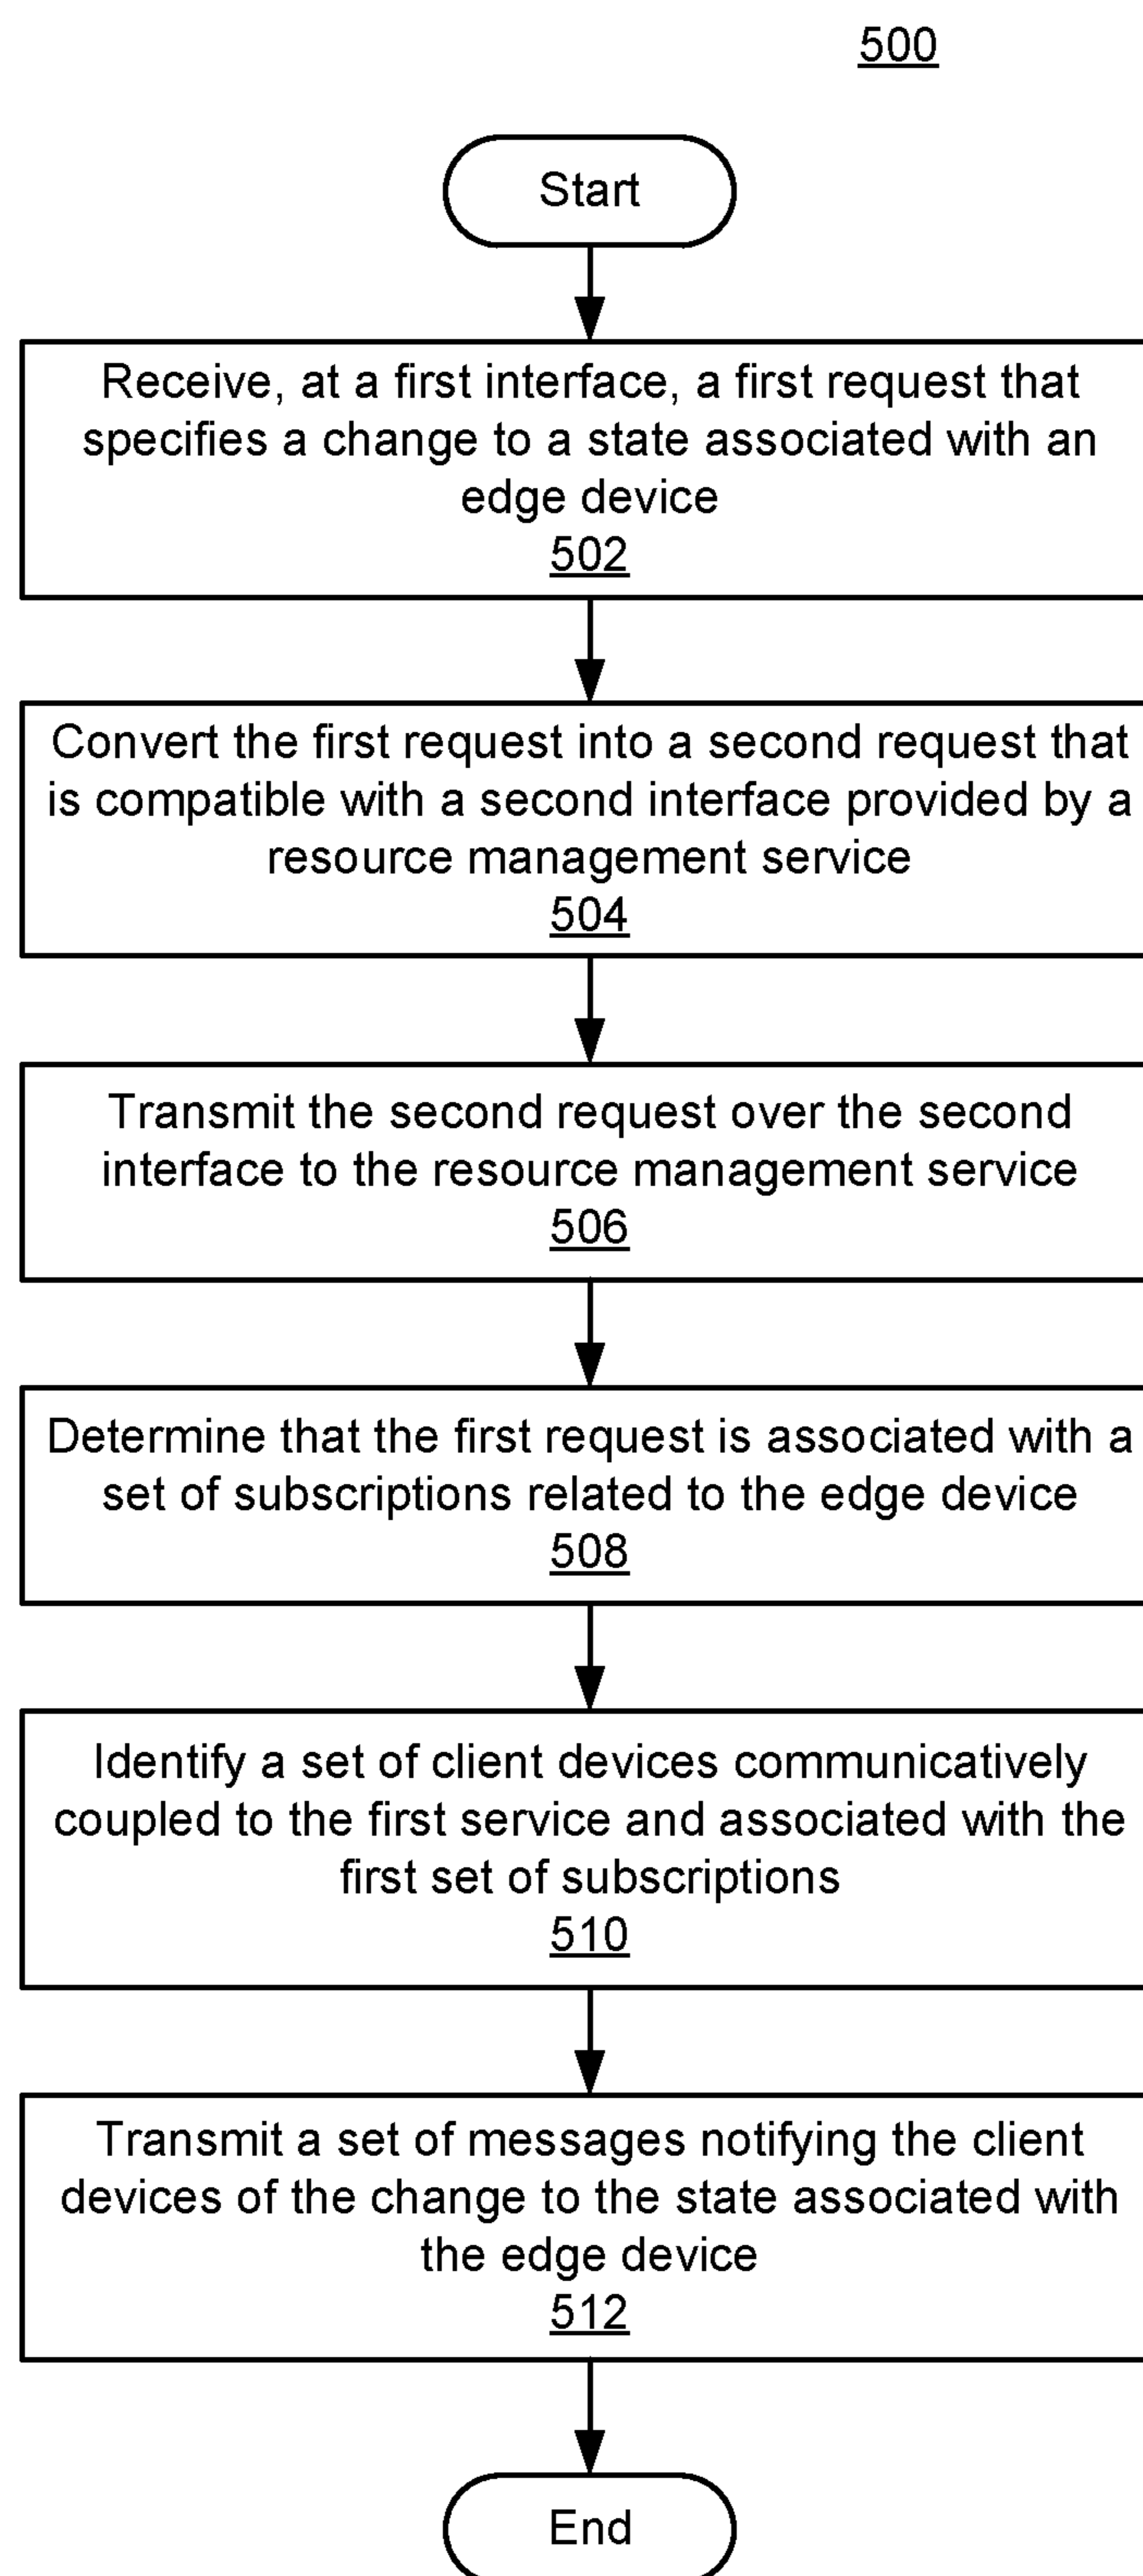 500
Start
Receive, at a first interface, a first request that
specifies a change to a state associated with an
edge device
502
Convert the first request into a second request that
is compatible with a second interface provided by a
resource management service
504
Transmit the second request over the second
interface to the resource management service
506
Determine that the first request is associated with a
set of subscriptions related to the edge device
508
Identify a set of client devices communicatively
coupled to the first service and associated with the
first set of subscriptions
510
Transmit a set of messages notifying the client
devices of the change to the state associated with
the edge device
512
End